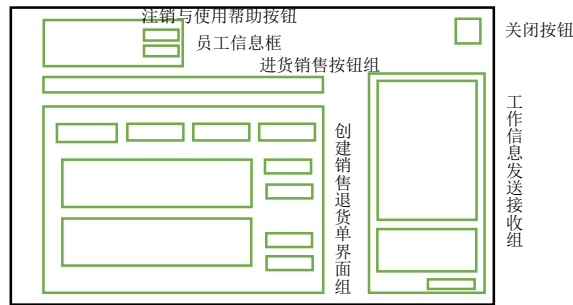 注销与使用帮助按钮
关闭按钮
员工信息框
进货销售按钮组
创建销售退货单界面组
工作信息发送接收组